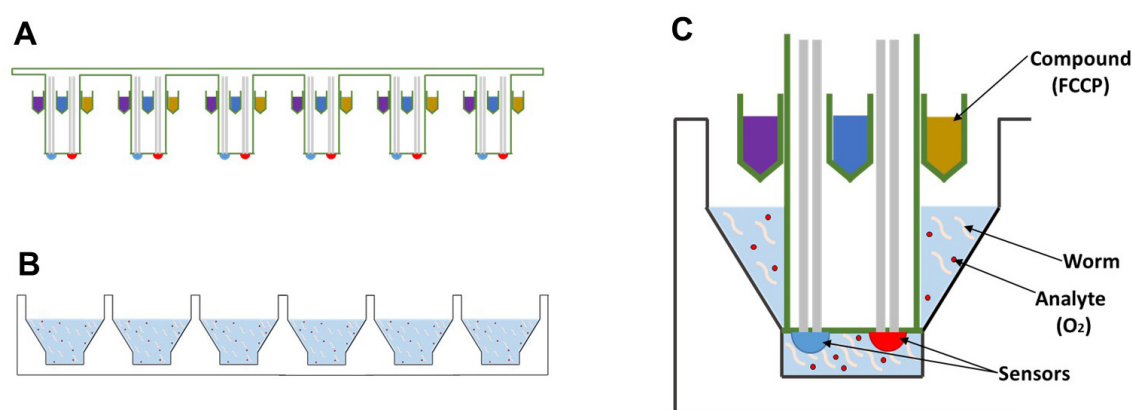 A
B
C
Compound
(FCCP)
Worm
Analyte
(O₂)
Sensors